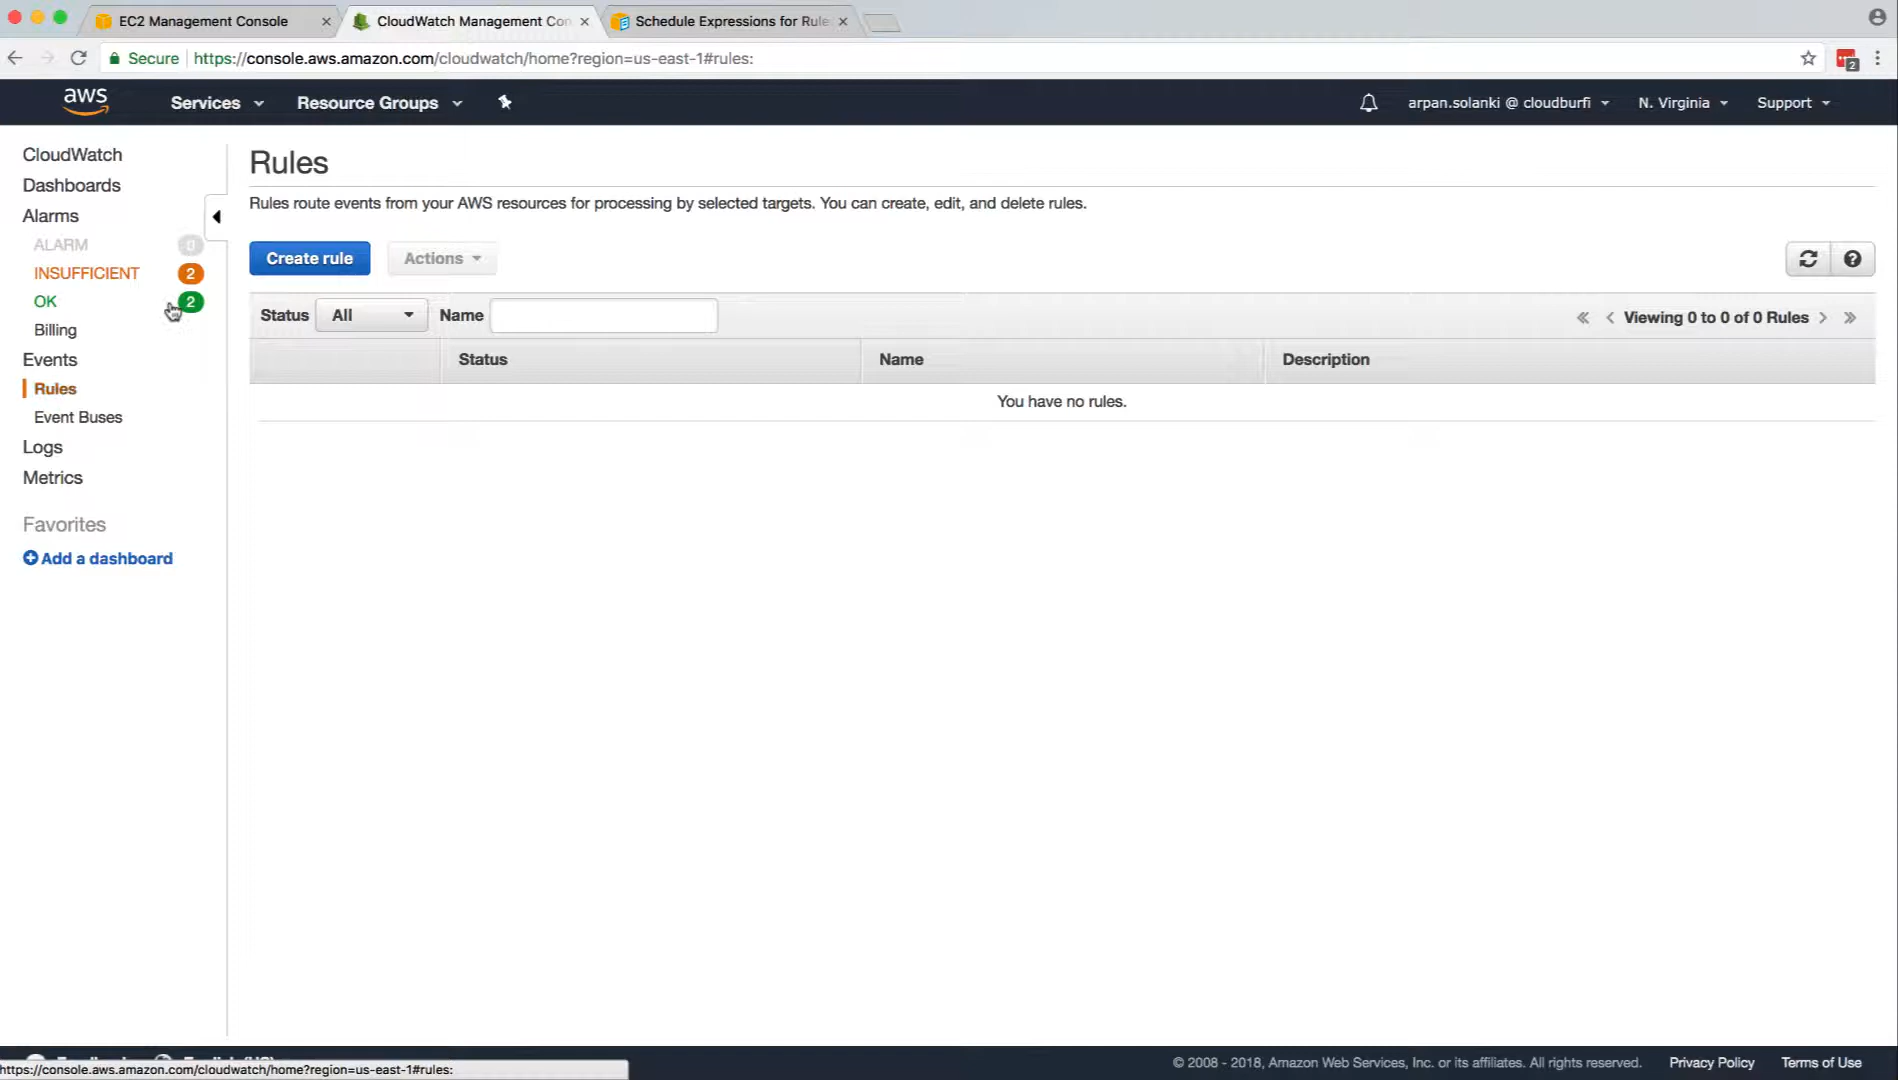 EC2 Management Console
CloudWatch Management Con
Schedule Expressions for Rule
Secure
https://console.aws.amazon.com/cloudwatch/home?region=us-east-1#rules:
2
aws
Services
Resource Groups
arpan.solanki @ cloudburfi
N. Virginia
Support
CloudWatch
Dashboards
Alarms
ALARM 0
INSUFFICIENT 2
OK 2
Billing
Events
Rules
Event Buses
Logs
Metrics
Favorites
Add a dashboard
Rules
Rules route events from your AWS resources for processing by selected targets. You can create, edit, and delete rules.
Create rule
Actions
Status All Name
« < Viewing 0 to 0 of 0 Rules > »
Status Name Description
You have no rules.
https://console.aws.amazon.com/cloudwatch/home?region=us-east-1#rules:
© 2008 - 2018, Amazon Web Services, Inc. or its affiliates. All rights reserved.
Privacy Policy
Terms of Use